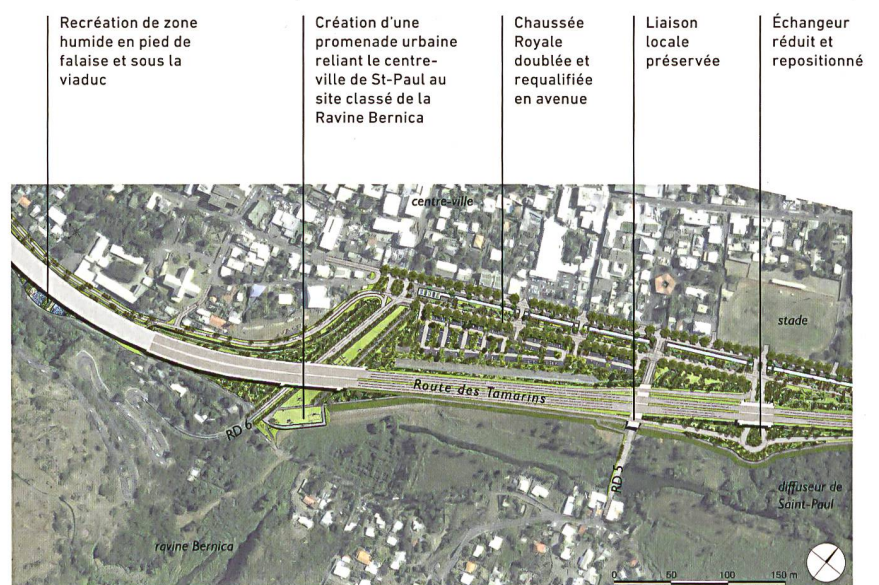 Recréation de zone
humide en pied de
falaise et sous la
viaduc
Création d'une
promenade urbaine
reliant le centre-
ville de St-Paul au
site classé de la
Ravine Bernica
Chaussée
Royale
doublée et
requalifiée
en avenue
Liaison
locale
préservée
Échangeur
réduit et
repositionné
centre-ville
stade
Route des Tamarins
RD 6
RD 5
diffuseur de
Saint-Paul
ravine Bernica
0 50 100 150 m